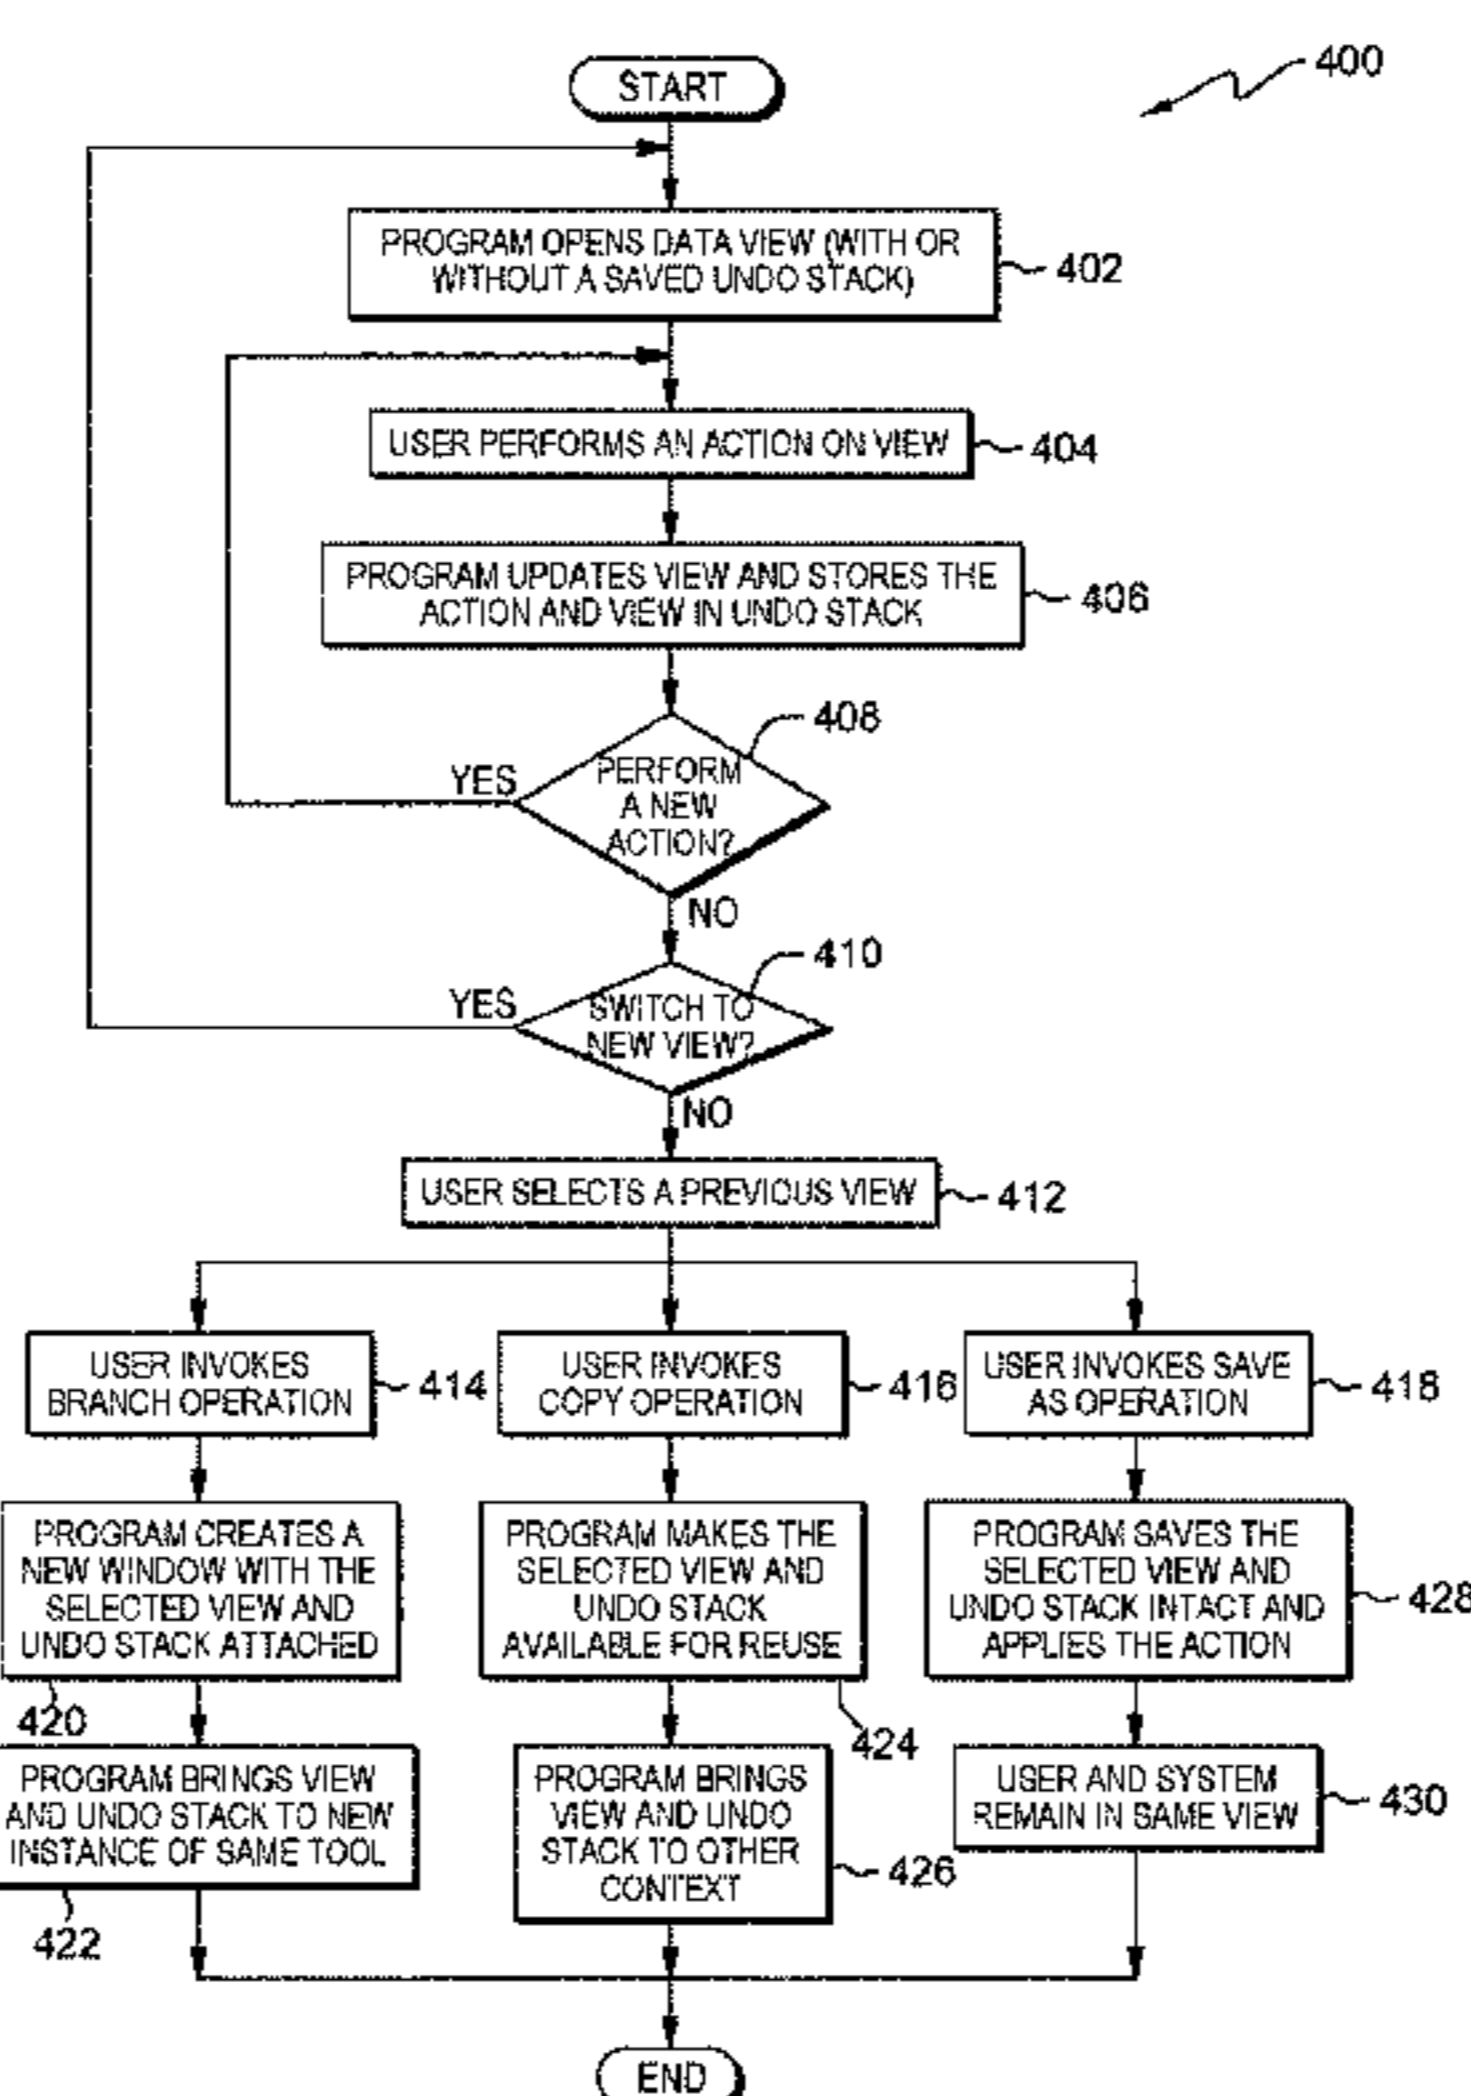 400
START
PROGRAM OPENS DATA VIEW (WITH OR
WITHOUT A SAVED UNDO STACK)
402
USER PERFORMS AN ACTION ON VIEW
404
PROGRAM UPDATES VIEW AND STORES THE
ACTION AND VIEW IN UNDO STACK
406
408
PERFORM
A NEW
ACTION?
YES
NO
410
SWITCH TO
NEW VIEW?
YES
NO
USER SELECTS A PREVIOUS VIEW
412
USER INVOKES
BRANCH OPERATION
414
USER INVOKES
COPY OPERATION
416
USER INVOKES SAVE
AS OPERATION
418
PROGRAM CREATES A
NEW WINDOW WITH THE
SELECTED VIEW AND
UNDO STACK ATTACHED
420
PROGRAM MAKES THE
SELECTED VIEW AND
UNDO STACK
AVAILABLE FOR REUSE
424
PROGRAM SAVES THE
SELECTED VIEW AND
UNDO STACK INTACT AND
APPLIES THE ACTION
428
PROGRAM BRINGS VIEW
AND UNDO STACK TO NEW
INSTANCE OF SAME TOOL
422
PROGRAM BRINGS
VIEW AND UNDO
STACK TO OTHER
CONTEXT
426
USER AND SYSTEM
REMAIN IN SAME VIEW
430
END